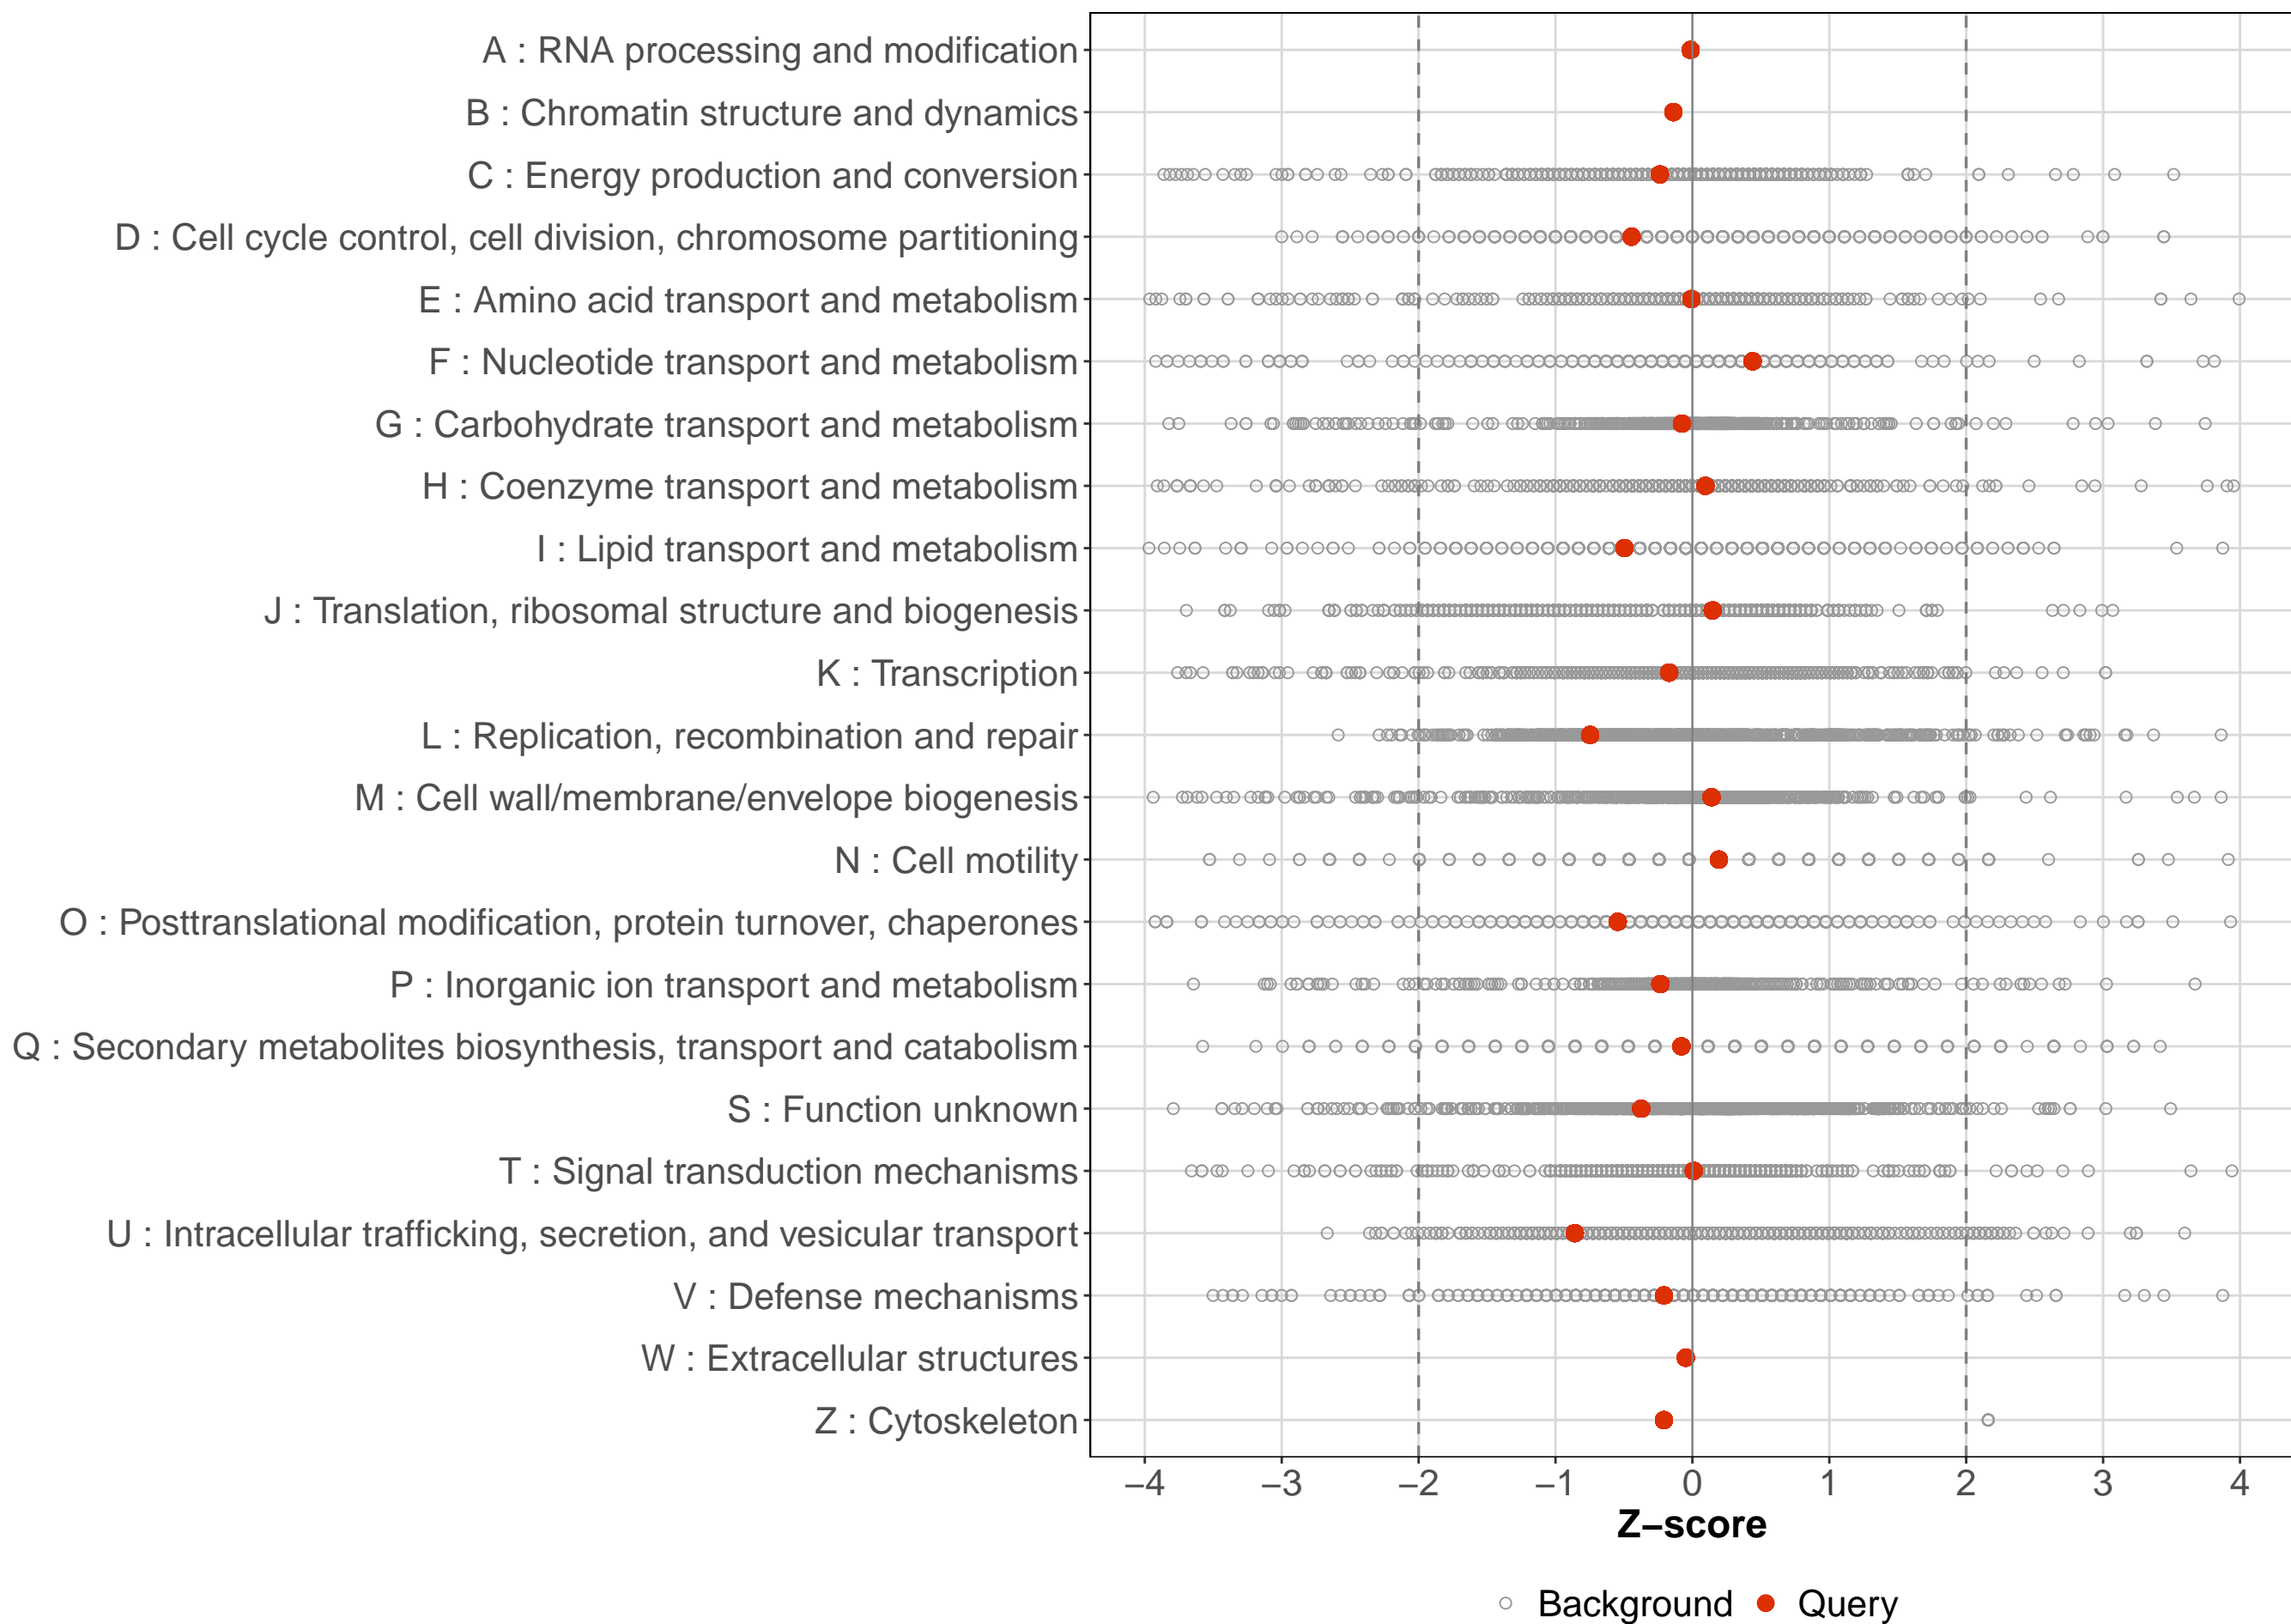 A : RNA processing and modification
B : Chromatin structure and dynamics
C : Energy production and conversion
D : Cell cycle control, cell division, chromosome partitioning
E : Amino acid transport and metabolism
F : Nucleotide transport and metabolism
G : Carbohydrate transport and metabolism
H : Coenzyme transport and metabolism
I : Lipid transport and metabolism
J : Translation, ribosomal structure and biogenesis
K : Transcription
L : Replication, recombination and repair
M : Cell wall/membrane/envelope biogenesis
N : Cell motility
O : Posttranslational modification, protein turnover, chaperones
P : Inorganic ion transport and metabolism
Q : Secondary metabolites biosynthesis, transport and catabolism
S : Function unknown
T : Signal transduction mechanisms
U : Intracellular trafficking, secretion, and vesicular transport
V : Defense mechanisms
W : Extracellular structures
Z : Cytoskeleton
−4 −3 −2 −1 0 1 2 3 4
Z−score
Background Query